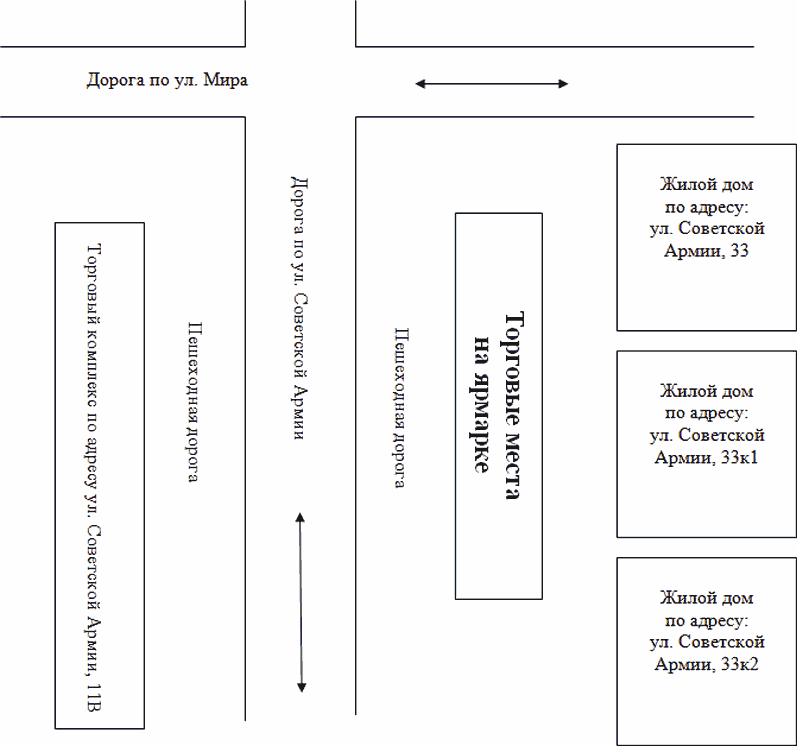 Дорога по ул. Мира
Торговый комплекс по адресу ул. Советской Армии, 11В
Пешеходная дорога
Дорога по ул. Советской Армии
Пешеходная дорога
Торговые места
на ярмарке
Жилой дом
по адресу:
ул. Советской
Армии, 33
Жилой дом
по адресу:
ул. Советской
Армии, 33к1
Жилой дом
по адресу:
ул. Советской
Армии, 33к2